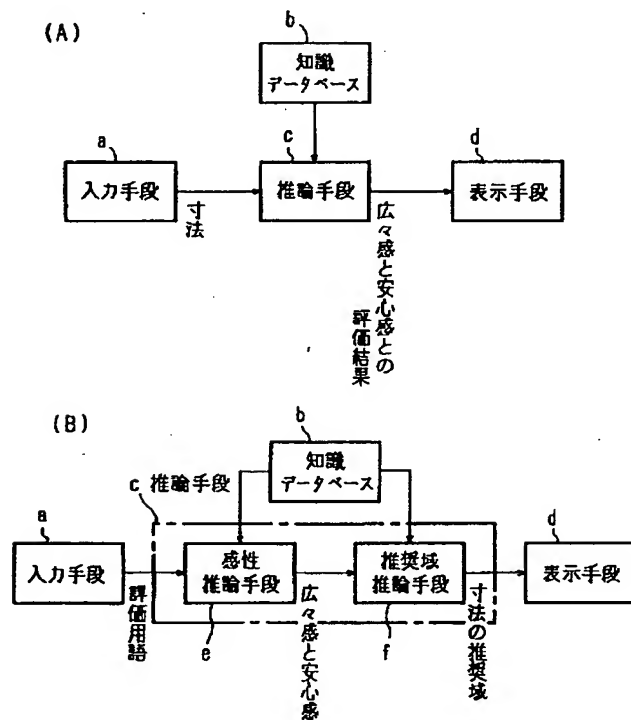 (A)
b
知識
データベース
a
入力手段
寸法
c
推論手段
広々感と安心感との
評価結果
d
表示手段
(B)
b
知識
データベース
c 推論手段
a
入力手段
評価用語
感性
推論手段
e
広々感と安心感
推奨域
推論手段
f
寸法の推奨域
d
表示手段